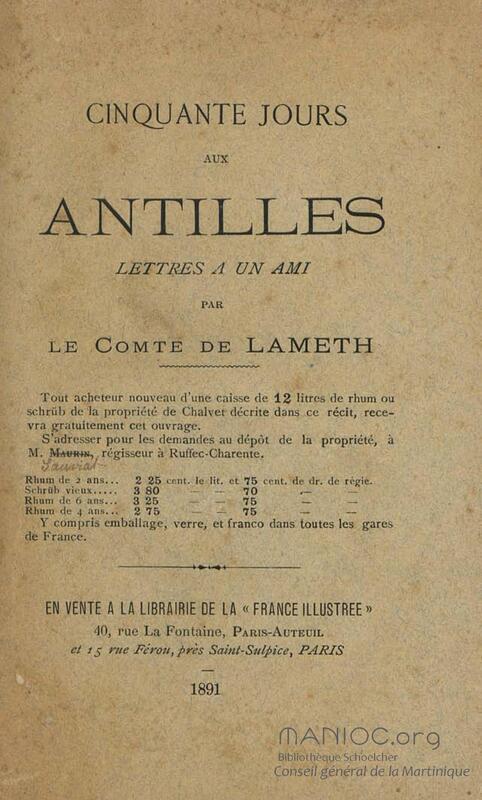 CINQUANTE JOURS
AUX
ANTILLES
LETTRES A UN AMI
PAR
LE COMTE DE LAMETH
Tout acheteur nouveau d'une caisse de 12 litres de rhum ou
schrüb de la propriété de Chalvet décrite dans ce récit, rece-
vra gratuitement cet ouvrage.
S'adresser pour les demandes au dépôt de la propriété, à
M. MAURIN, régisseur à Ruffec-Charente.
Rhum de 2 ans... 2 25 cent. le lit. et 75 cent. de dr. de régie.
Schrüb vieux..... 3 80 — — 70 — —
Rhum de 6 ans... 3 25 — — 75 — —
Rhum de 4 ans... 2 75 — — 75 — —
Y compris emballage, verre, et franco dans toutes les gares
de France.
EN VENTE A LA LIBRAIRIE DE LA « FRANCE ILLUSTREE »
40, rue La Fontaine, PARIS-AUTEUIL
et 15 rue Férou, près Saint-Sulpice, PARIS
1891
MANIOC.org
Bibliothèque Schoelcher
Conseil général de la Martinique